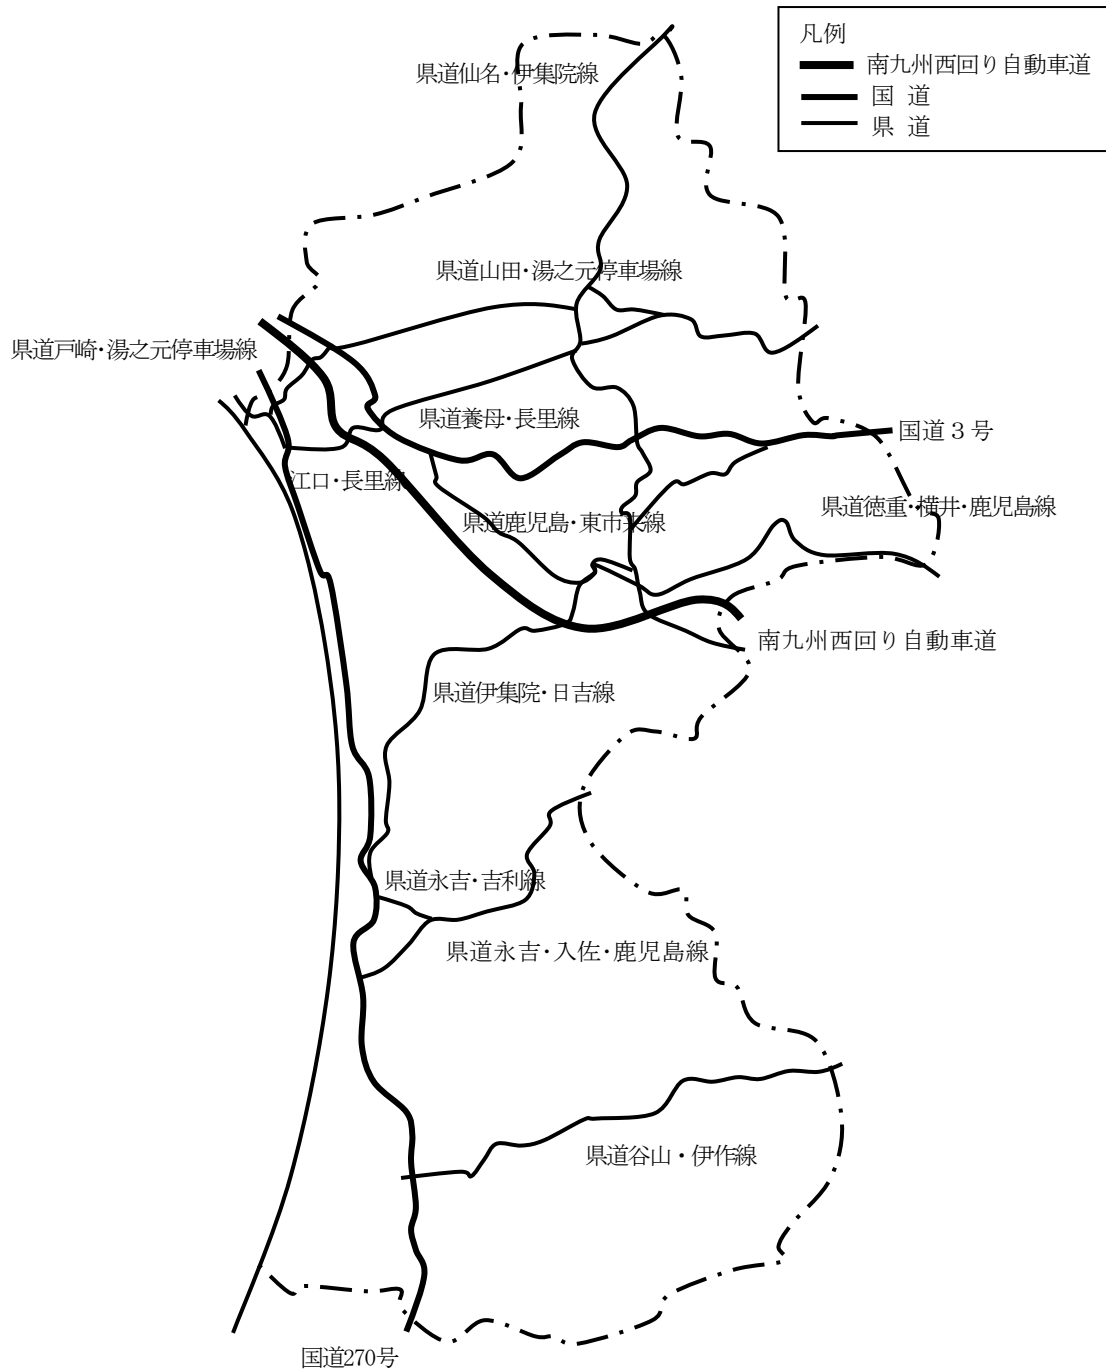 凡例
南九州西回り自動車道
国 道
県 道
県道仙名・伊集院線
県道山田・湯之元停車場線
県道戸崎・湯之元停車場線
県道養母・長里線
国道３号
江口・長里線
県道鹿児島・東市来線
県道徳重・横井・鹿児島線
南九州西回り自動車道
県道伊集院・日吉線
県道永吉・吉利線
県道永吉・入佐・鹿児島線
県道谷山・伊作線
国道270号